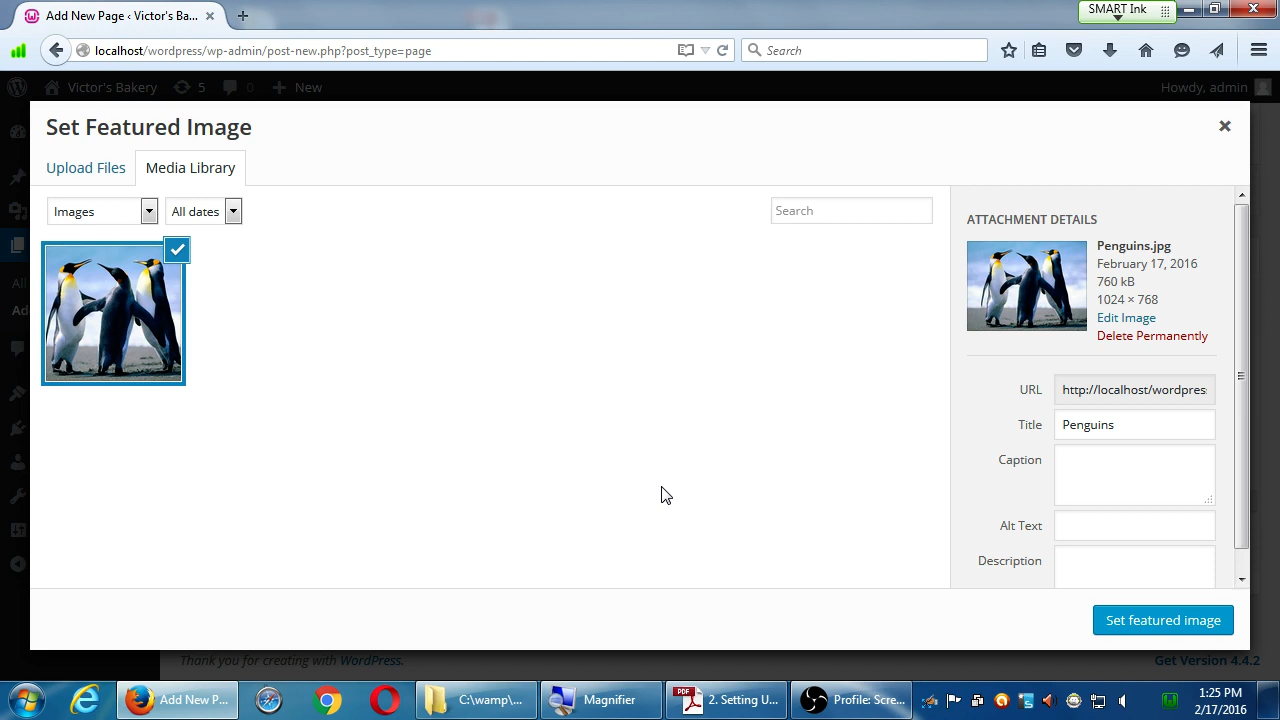 Add New Page ‹ Victor's Ba...
SMART Ink
localhost/wordpress/wp-admin/post-new.php?post_type=page
Search
Victor's Bakery
5
0
New
Howdy, admin
Set Featured Image
Upload Files
Media Library
Images
All dates
Search
ATTACHMENT DETAILS
Penguins.jpg
February 17, 2016
760 kB
1024 × 768
Edit Image
Delete Permanently
URL
http://localhost/wordpres
Title
Penguins
Caption
Alt Text
Description
All
Ad
Set featured image
Thank you for creating with WordPress.
Get Version 4.4.2
Add New P...
C:\wamp\...
Magnifier
PDF
2. Setting U...
Profile: Scre...
1:25 PM
2/17/2016